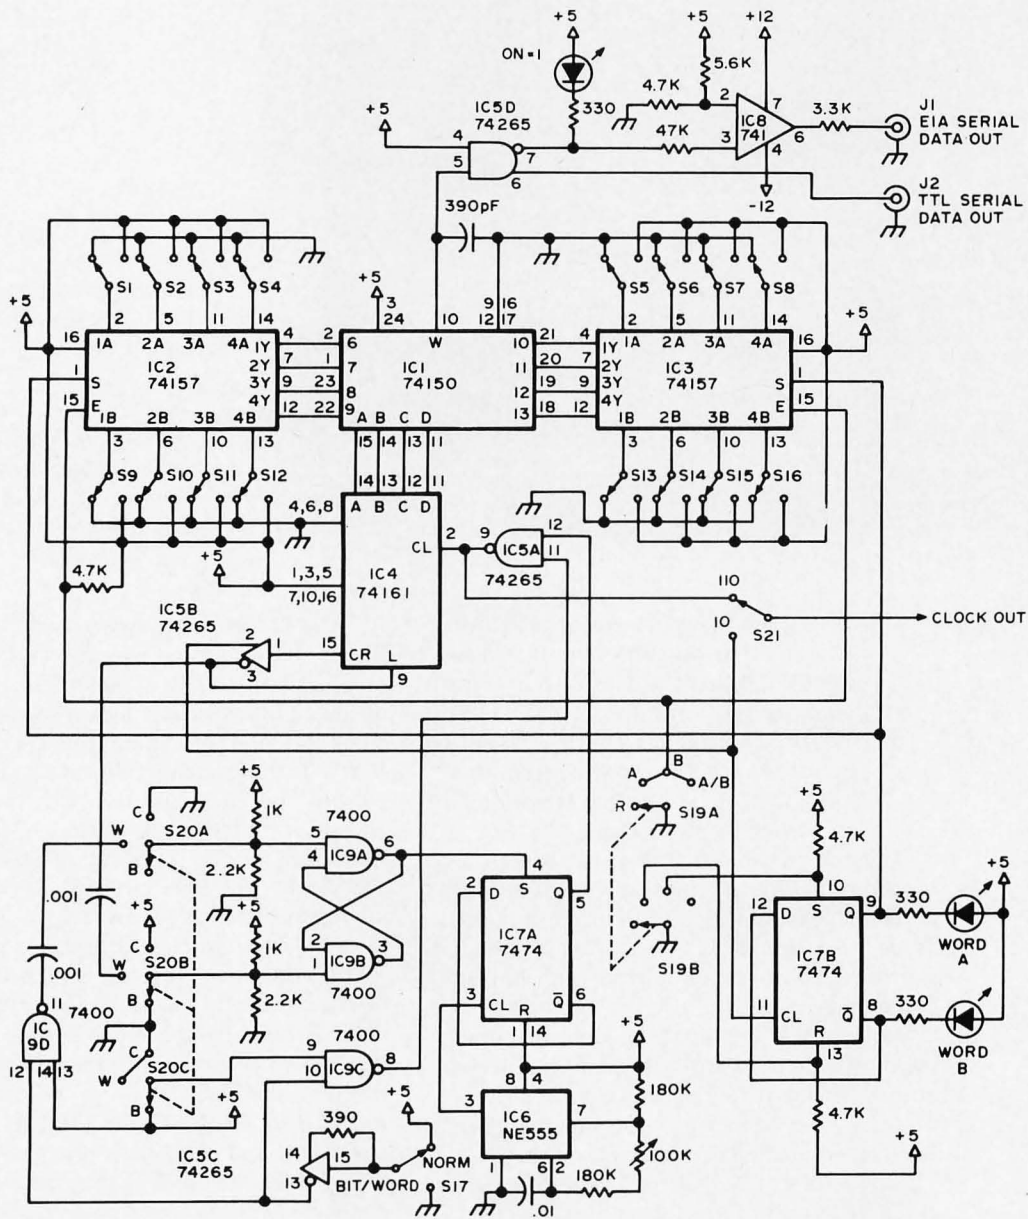 +5 +5 +12
ON=1
5.6K
4.7K 2 7 3.3K J1
IC5D 330 IC8 EIA SERIAL
74265 741 6 DATA OUT
+5 4 47K 3 4
5 7
6 J2
390pF -12 TTL SERIAL
DATA OUT
S1 S2 S3 S4 +5 S5 S6 S7 S8
+5 3 9 16 +5
2 5 11 14 24 10 12 17 2 5 11 14
16 1A 2A 3A 4A 1Y 4 2 6 W 10 21 4 1Y 1A 2A 3A 4A 16
1 S IC2 2Y 7 1 7 IC1 11 20 7 2Y IC3 S 1
74157 3Y 9 23 8 74150 12 19 9 3Y 74157
15 E 4Y 12 22 9 13 18 12 4Y E 15
1B 2B 3B 4B A B C D 1B 2B 3B 4B
3 6 10 13 15 14 13 11 3 6 10 13
S9 S10 S11 S12 14 13 12 11 S13 S14 S15 S16
4,6,8 A B C D
12
CL 2 9 IC5A 11
+5 74265
4.7K 1,3,5 IC4
7,10,16 74161 110
IC5B S21 CLOCK OUT
74265 10
2 1 15 CR L
3 9
B
+5 A A/B
C R S19A +5
S20A 1K 7400
W 5 IC9A 6 4.7K
B 2.2K 4 4 +5
.001 +5 +5 2 D S Q 5 10
12 D S Q 9 330
C 1K 2 IC7A WORD
S20B IC9B 3 7474 S19B IC7B A
.001 W 1 7474
B 2.2K 7400 3 CL Q̅ 6 11 CL Q̅ 8 330
11 7400 R R
IC 7400 1 14 +5 13 WORD
9D C 9 B
12 14 13 W S20C 10 IC9C 8 8 4 180K
B +5 +5 3 IC6 7 4.7K
NE555 +5
IC5C 390
74265 14 15 NORM 1 6 2 100K
13 BIT/WORD S17 180K
.01